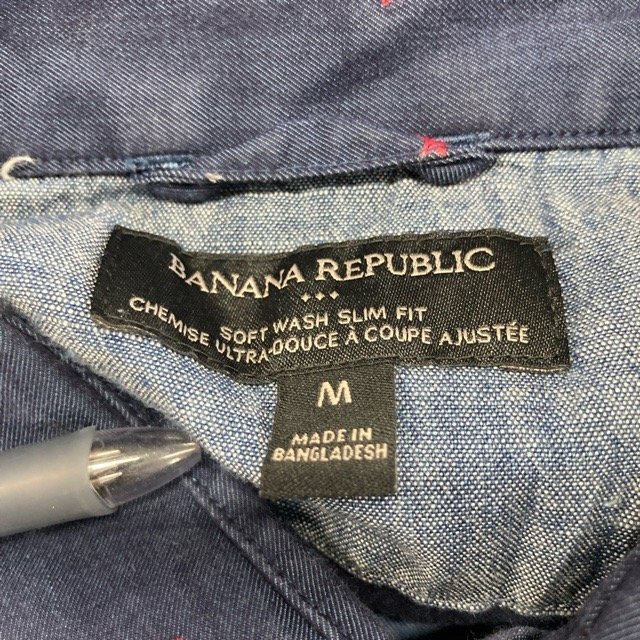 BANANA REPUBLIC
SOFT WASH SLIM FIT
CHEMISE ULTRA-DOUCE À COUPE AJUSTÉE
M
MADE IN
BANGLADESH